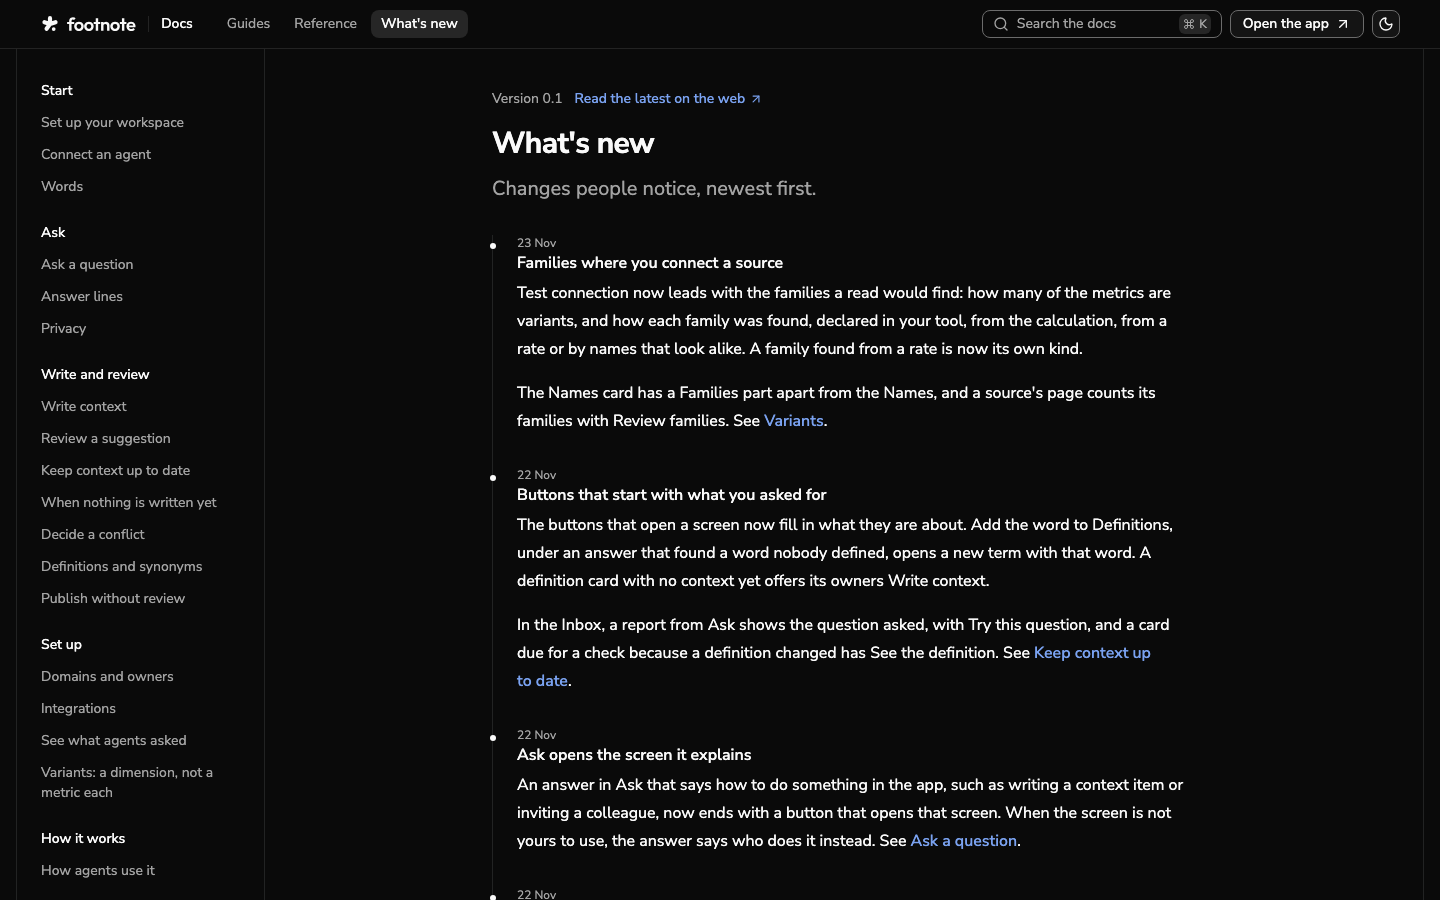 footnote
Docs
Guides
Reference
What's new
Search the docs
⌘ K
Open the app
Start
Set up your workspace
Connect an agent
Words
Ask
Ask a question
Answer lines
Privacy
Write and review
Write context
Review a suggestion
Keep context up to date
When nothing is written yet
Decide a conflict
Definitions and synonyms
Publish without review
Set up
Domains and owners
Integrations
See what agents asked
Variants: a dimension, not a
metric each
How it works
How agents use it
Version 0.1 Read the latest on the web
What's new
Changes people notice, newest first.
23 Nov
Families where you connect a source
Test connection now leads with the families a read would find: how many of the metrics are
variants, and how each family was found, declared in your tool, from the calculation, from a
rate or by names that look alike. A family found from a rate is now its own kind.
The Names card has a Families part apart from the Names, and a source's page counts its
families with Review families. See Variants.
22 Nov
Buttons that start with what you asked for
The buttons that open a screen now fill in what they are about. Add the word to Definitions,
under an answer that found a word nobody defined, opens a new term with that word. A
definition card with no context yet offers its owners Write context.
In the Inbox, a report from Ask shows the question asked, with Try this question, and a card
due for a check because a definition changed has See the definition. See Keep context up
to date.
22 Nov
Ask opens the screen it explains
An answer in Ask that says how to do something in the app, such as writing a context item or
inviting a colleague, now ends with a button that opens that screen. When the screen is not
yours to use, the answer says who does it instead. See Ask a question.
22 Nov